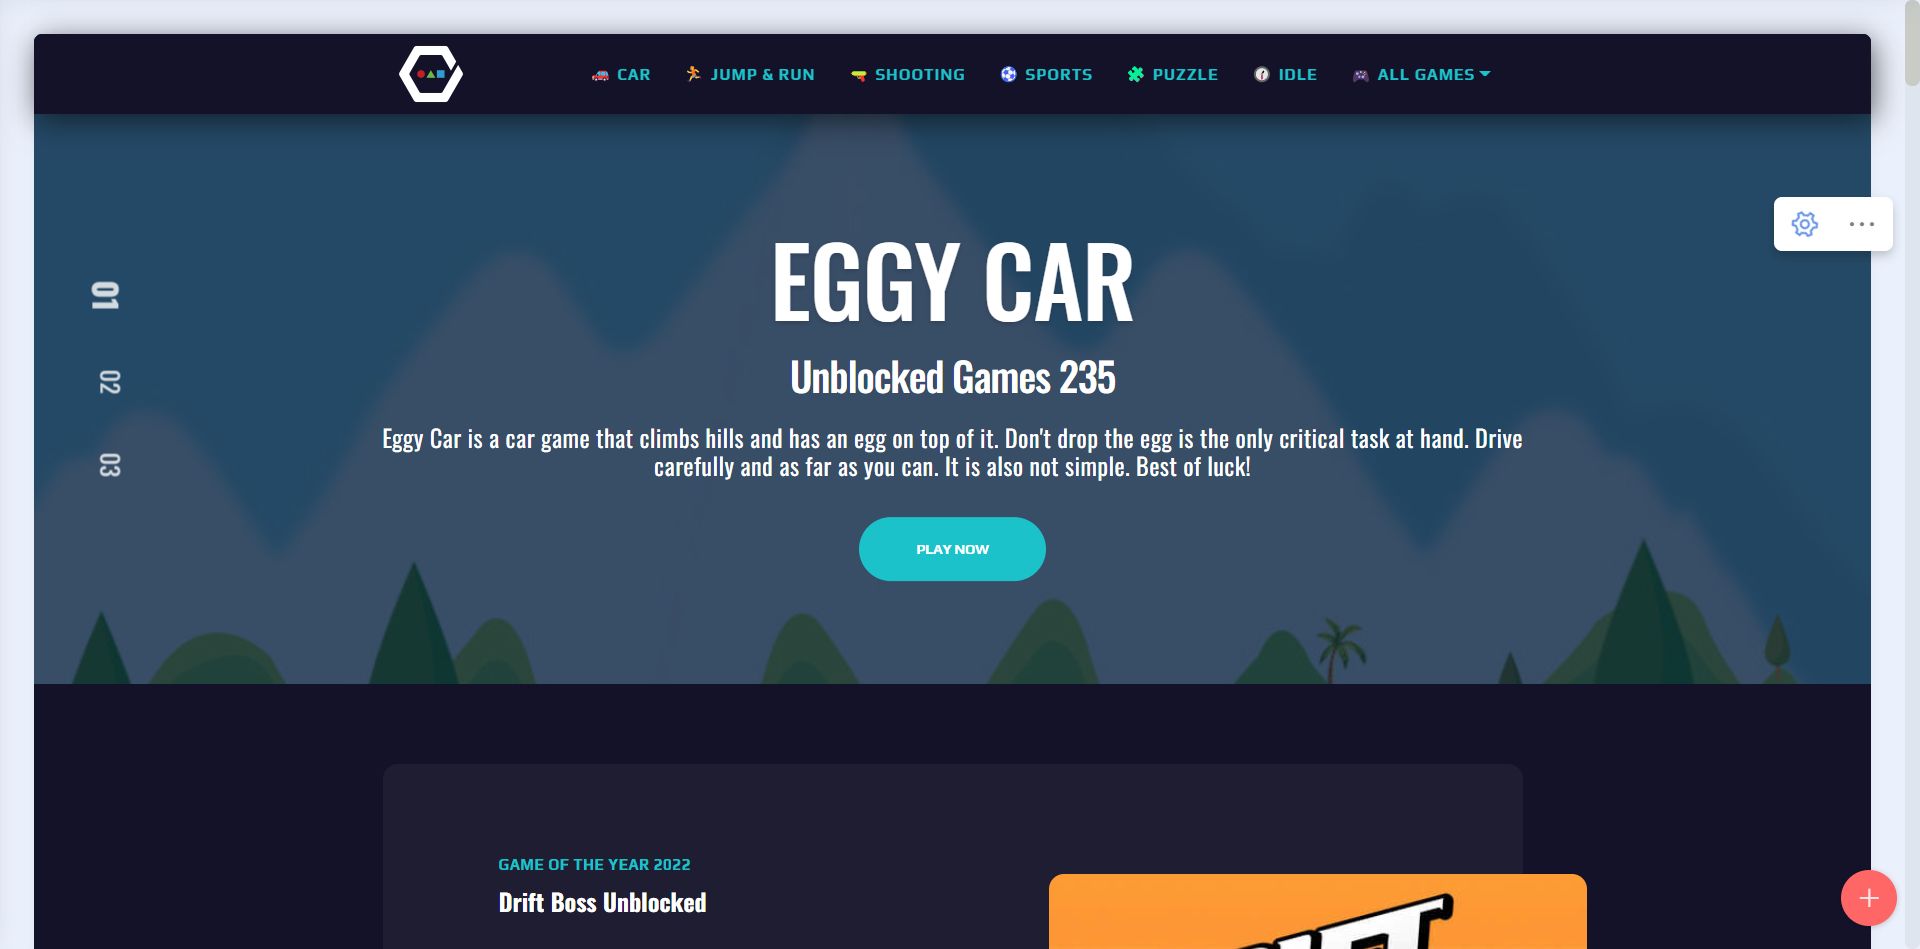 CAR
JUMP & RUN
SHOOTING
SPORTS
PUZZLE
IDLE
ALL GAMES
01
02
03
EGGY CAR
Unblocked Games 235
Eggy Car is a car game that climbs hills and has an egg on top of it. Don't drop the egg is the only critical task at hand. Drive
carefully and as far as you can. It is also not simple. Best of luck!
PLAY NOW
GAME OF THE YEAR 2022
Drift Boss Unblocked